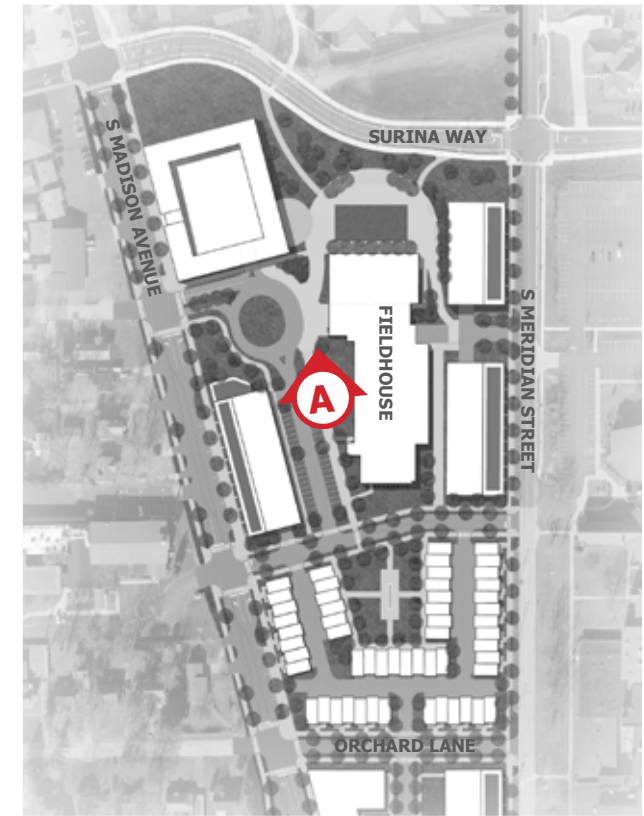 SURINA WAY
S MADISON AVENUE
FIELDHOUSE
S MERIDIAN STREET
A
ORCHARD LANE